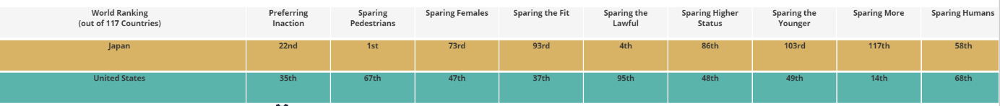 World Ranking Preferring Sparing Sparing Females Sparing the Fit Sparing the Sparing Higher Sparing the Sparing More Sparing Humans
(out of 117 Countries) Inaction Pedestrians Lawful Status Younger
Japan 22nd 1st 73rd 93rd 4th 86th 103rd 117th 58th
United States 35th 67th 47th 37th 95th 48th 49th 14th 68th